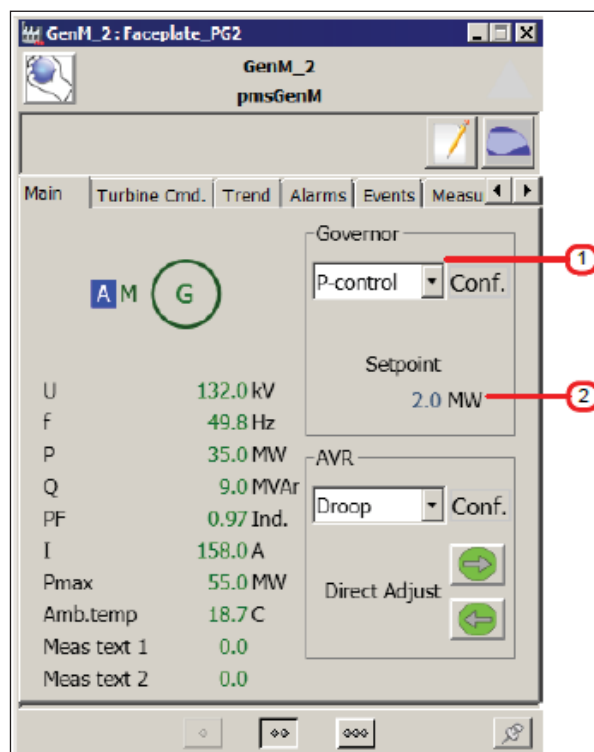 GenM_2 : Faceplate_PG2
GenM_2
pmsGenM
Main Turbine Cmd. Trend Alarms Events Measu
Governor
P-control Conf.
1
Setpoint
2.0 MW
2
A M G
U 132.0 kV
f 49.8 Hz
P 35.0 MW
Q 9.0 MVAr
PF 0.97 Ind.
I 158.0 A
Pmax 55.0 MW
Amb.temp 18.7 C
Meas text 1 0.0
Meas text 2 0.0
AVR
Droop Conf.
Direct Adjust